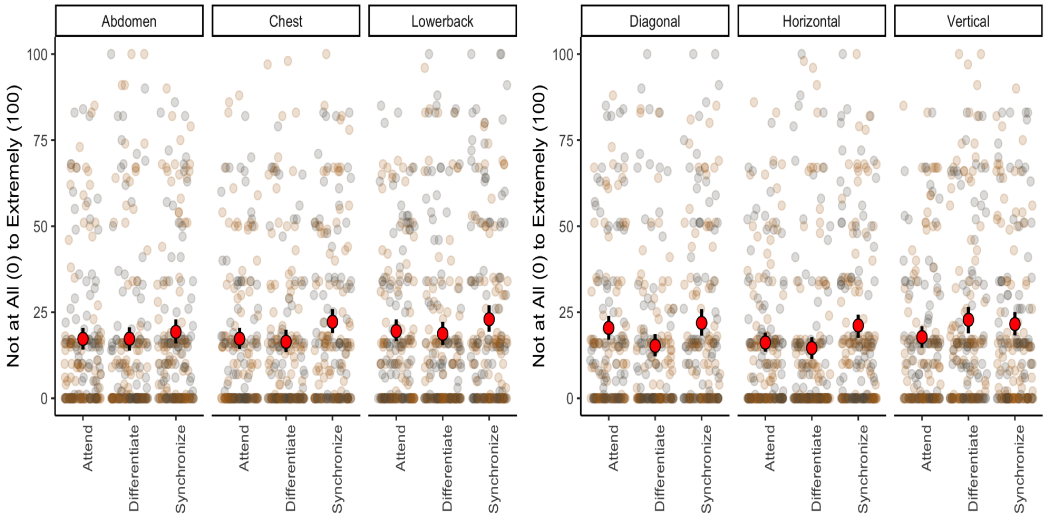 Abdomen Chest Lowerback Diagonal Horizontal Vertical
Not at All (0) to Extremely (100)
100
75
50
25
0
Attend Differentiate Synchronize Attend Differentiate Synchronize Attend Differentiate Synchronize
Not at All (0) to Extremely (100)
100
75
50
25
0
Attend Differentiate Synchronize Attend Differentiate Synchronize Attend Differentiate Synchronize